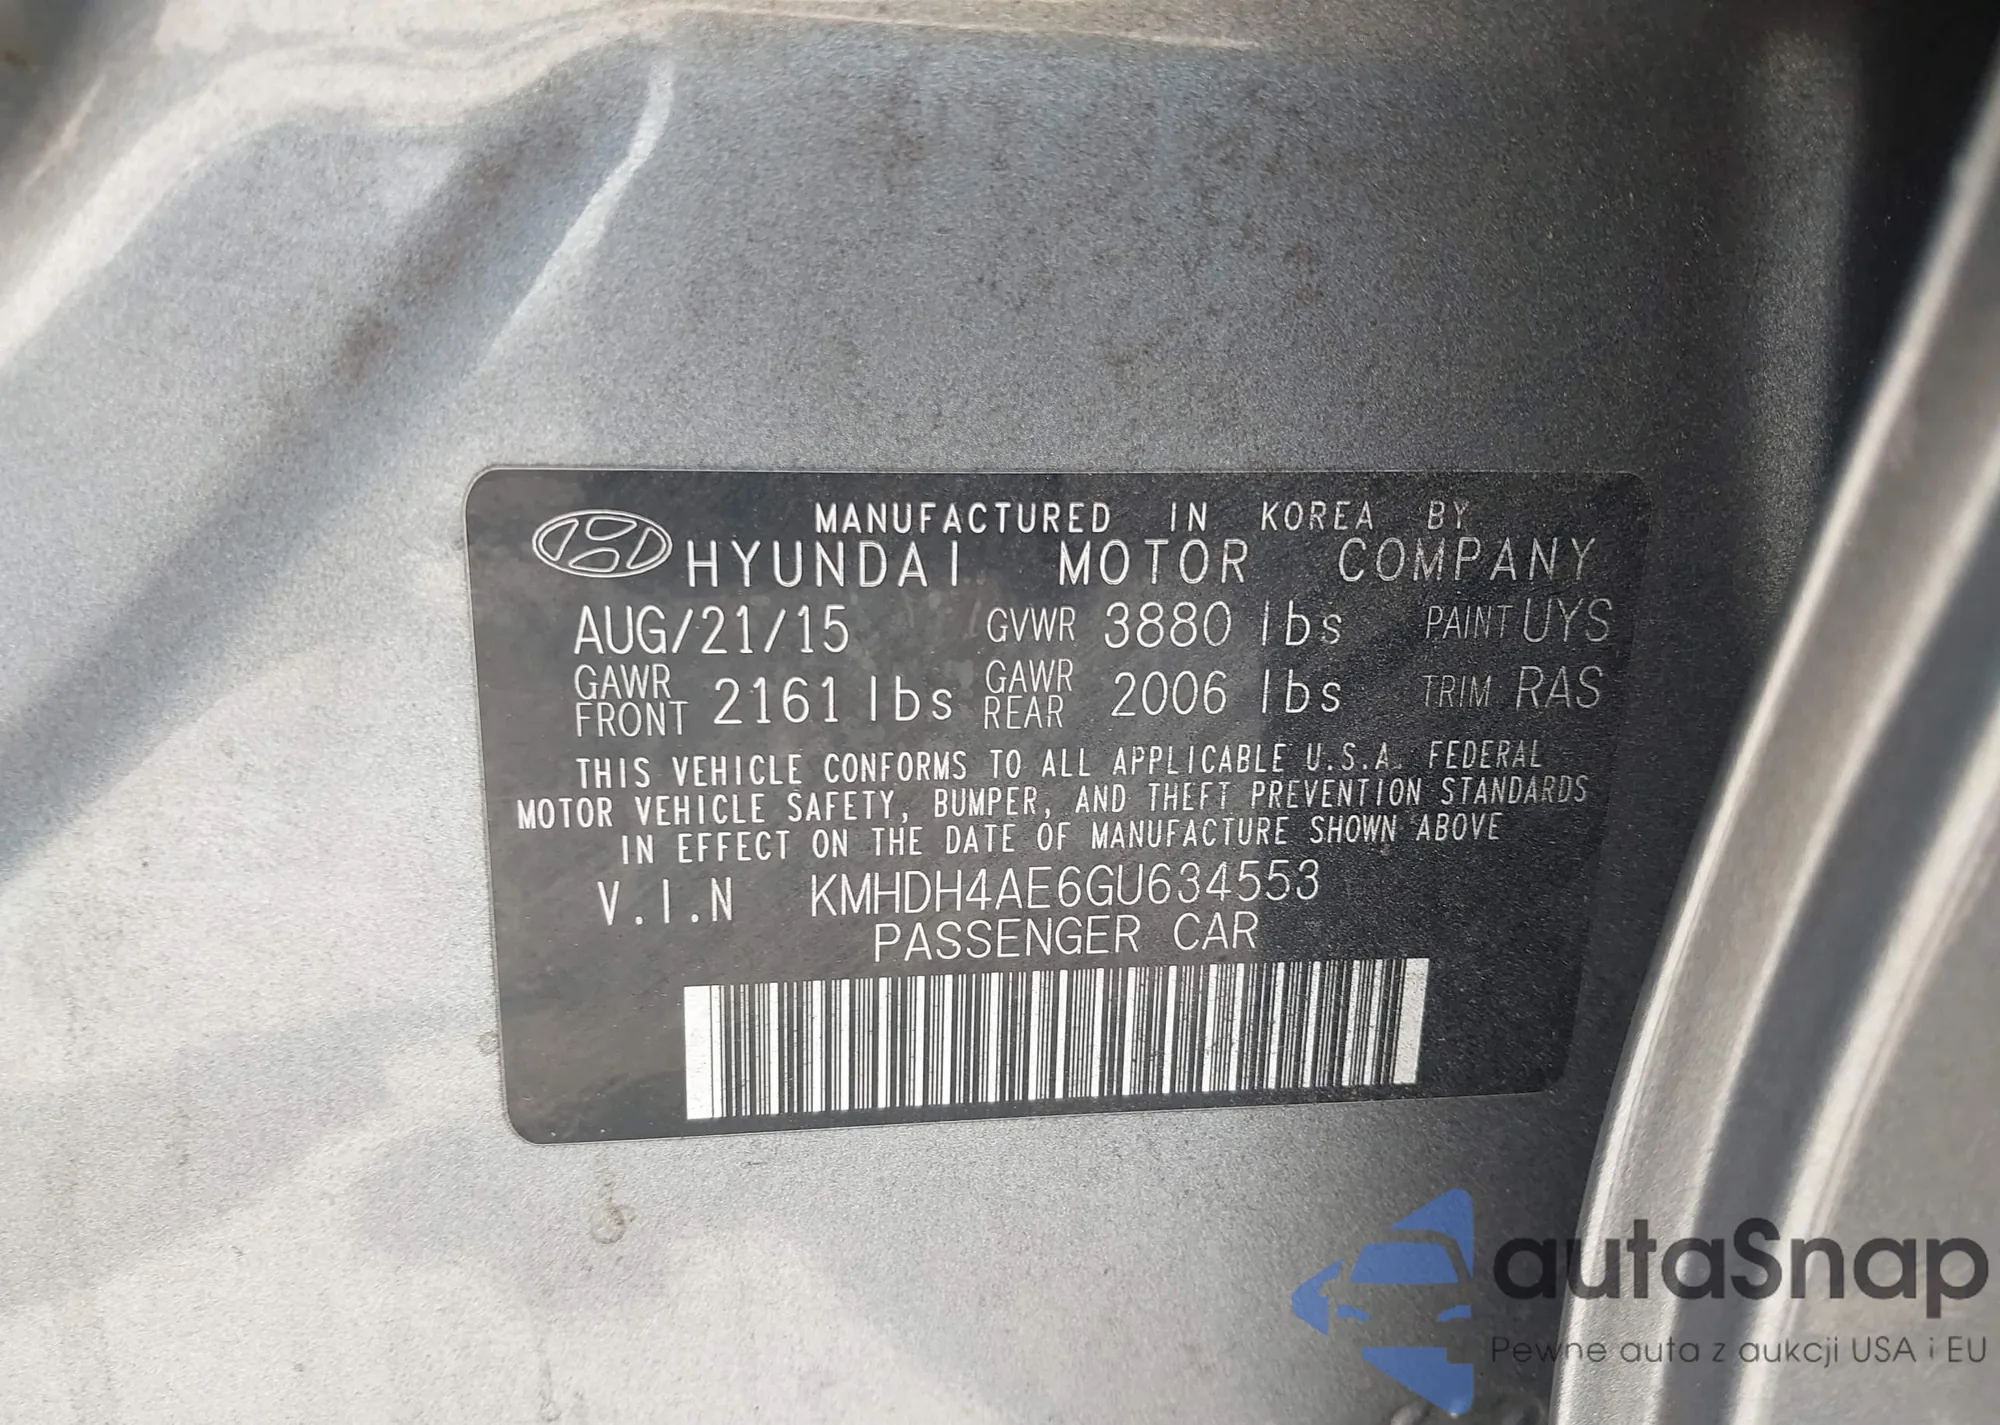 MANUFACTURED IN KOREA BY
HYUNDAI MOTOR COMPANY
AUG/21/15 GVWR 3880 lbs PAINT UYS
GAWR FRONT 2161 lbs GAWR REAR 2006 lbs TRIM RAS
THIS VEHICLE CONFORMS TO ALL APPLICABLE U.S.A. FEDERAL
MOTOR VEHICLE SAFETY, BUMPER, AND THEFT PREVENTION STANDARDS
IN EFFECT ON THE DATE OF MANUFACTURE SHOWN ABOVE
V.I.N KMHDH4AE6GU634553
PASSENGER CAR
autaSnap
Pewne auta z aukcji USA i EU